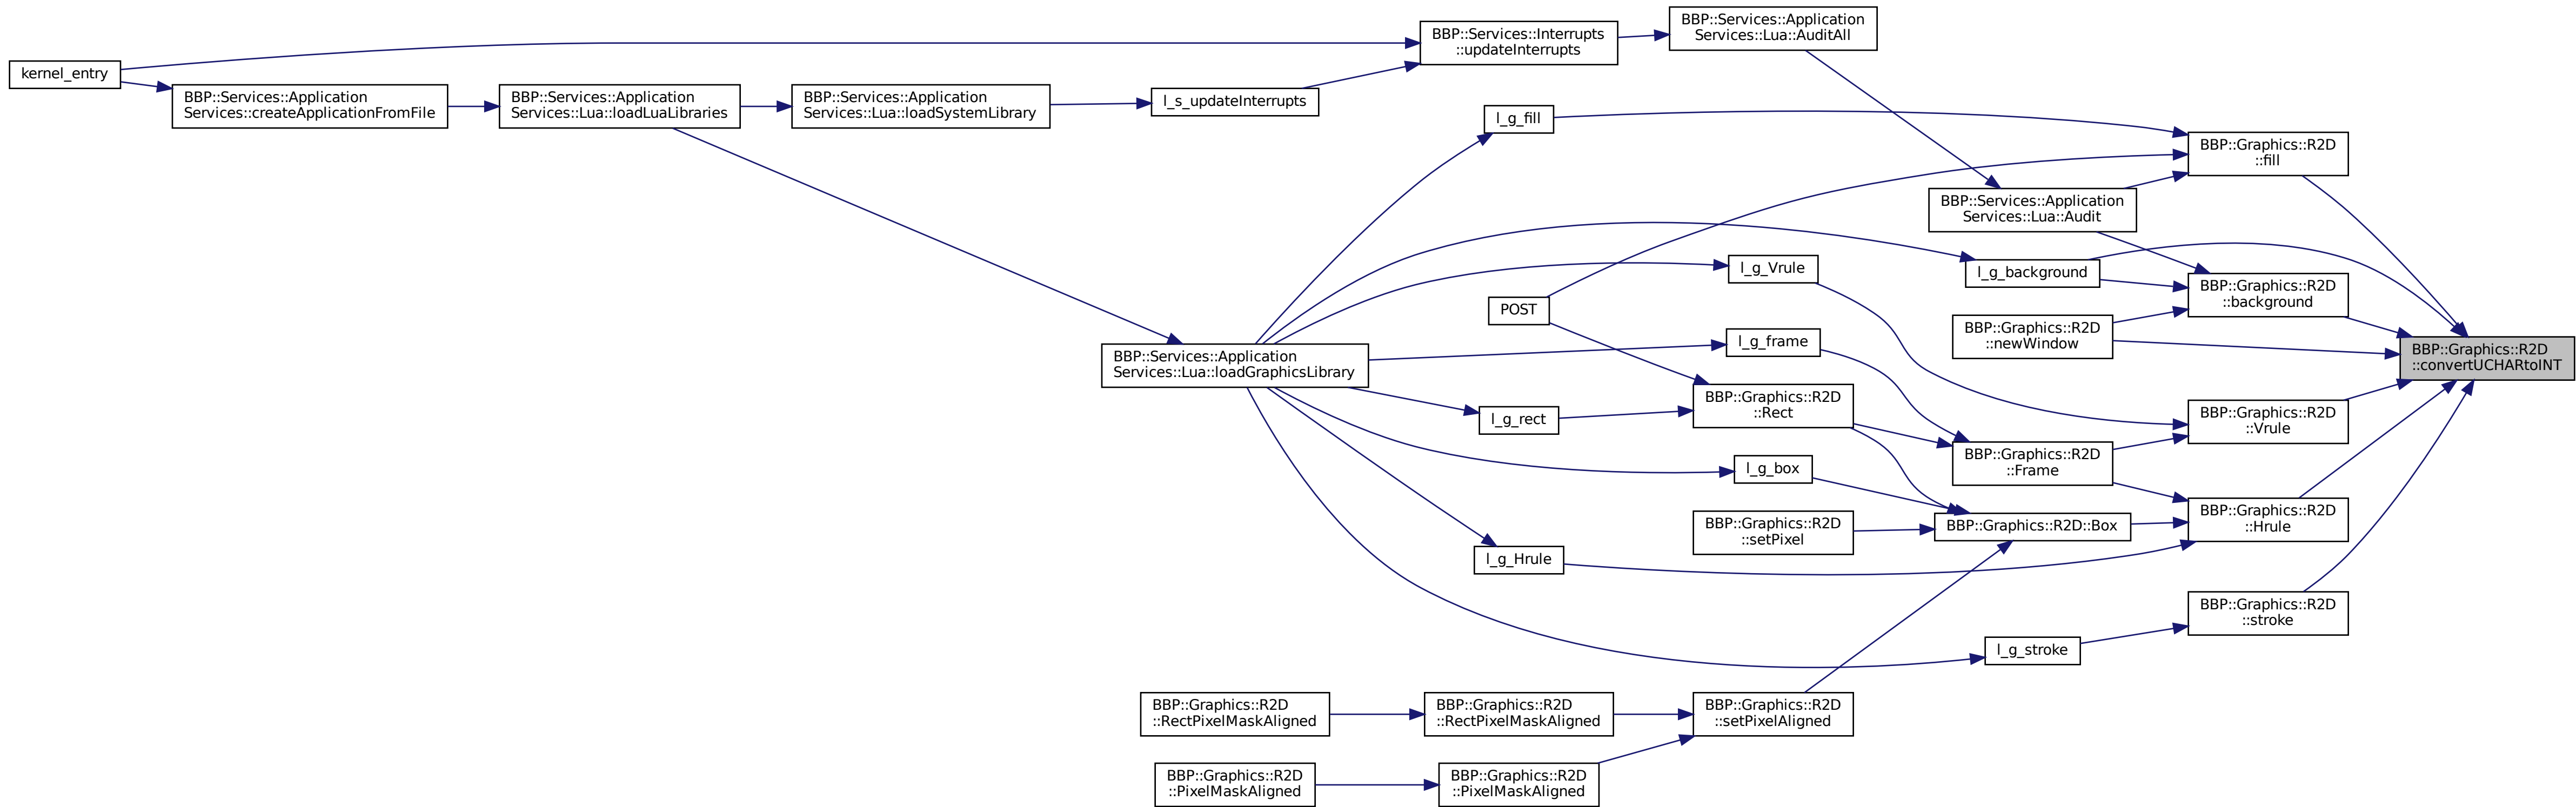 kernel_entry
BBP::Services::Application
Services::createApplicationFromFile
BBP::Services::Application
Services::Lua::loadLuaLibraries
BBP::Services::Application
Services::Lua::loadSystemLibrary
l_s_updateInterrupts
BBP::Services::Interrupts
::updateInterrupts
BBP::Services::Application
Services::Lua::AuditAll
l_g_fill
BBP::Graphics::R2D
::fill
BBP::Services::Application
Services::Lua::Audit
l_g_Vrule
l_g_background
BBP::Graphics::R2D
::background
POST
BBP::Graphics::R2D
::newWindow
BBP::Services::Application
Services::Lua::loadGraphicsLibrary
l_g_frame
BBP::Graphics::R2D
::convertUCHARtoINT
l_g_rect
BBP::Graphics::R2D
::Rect
BBP::Graphics::R2D
::Vrule
l_g_box
BBP::Graphics::R2D
::Frame
BBP::Graphics::R2D
::setPixel
BBP::Graphics::R2D::Box
BBP::Graphics::R2D
::Hrule
l_g_Hrule
BBP::Graphics::R2D
::stroke
l_g_stroke
BBP::Graphics::R2D
::RectPixelMaskAligned
BBP::Graphics::R2D
::RectPixelMaskAligned
BBP::Graphics::R2D
::setPixelAligned
BBP::Graphics::R2D
::PixelMaskAligned
BBP::Graphics::R2D
::PixelMaskAligned